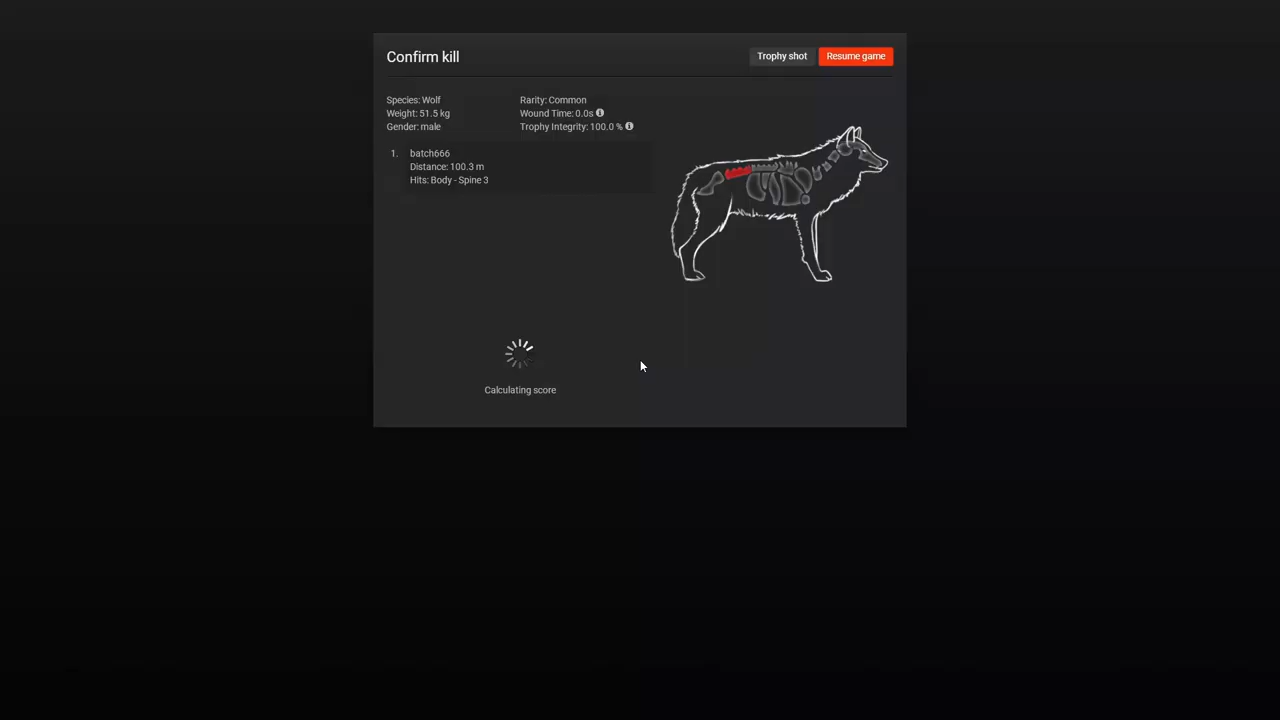 Confirm kill
Trophy shot
Resume game
Species: Wolf
Weight: 51.5 kg
Gender: male
Rarity: Common
Wound Time: 0.0s
Trophy Integrity: 100.0 %
1. batch666
Distance: 100.3 m
Hits: Body - Spine 3
Calculating score